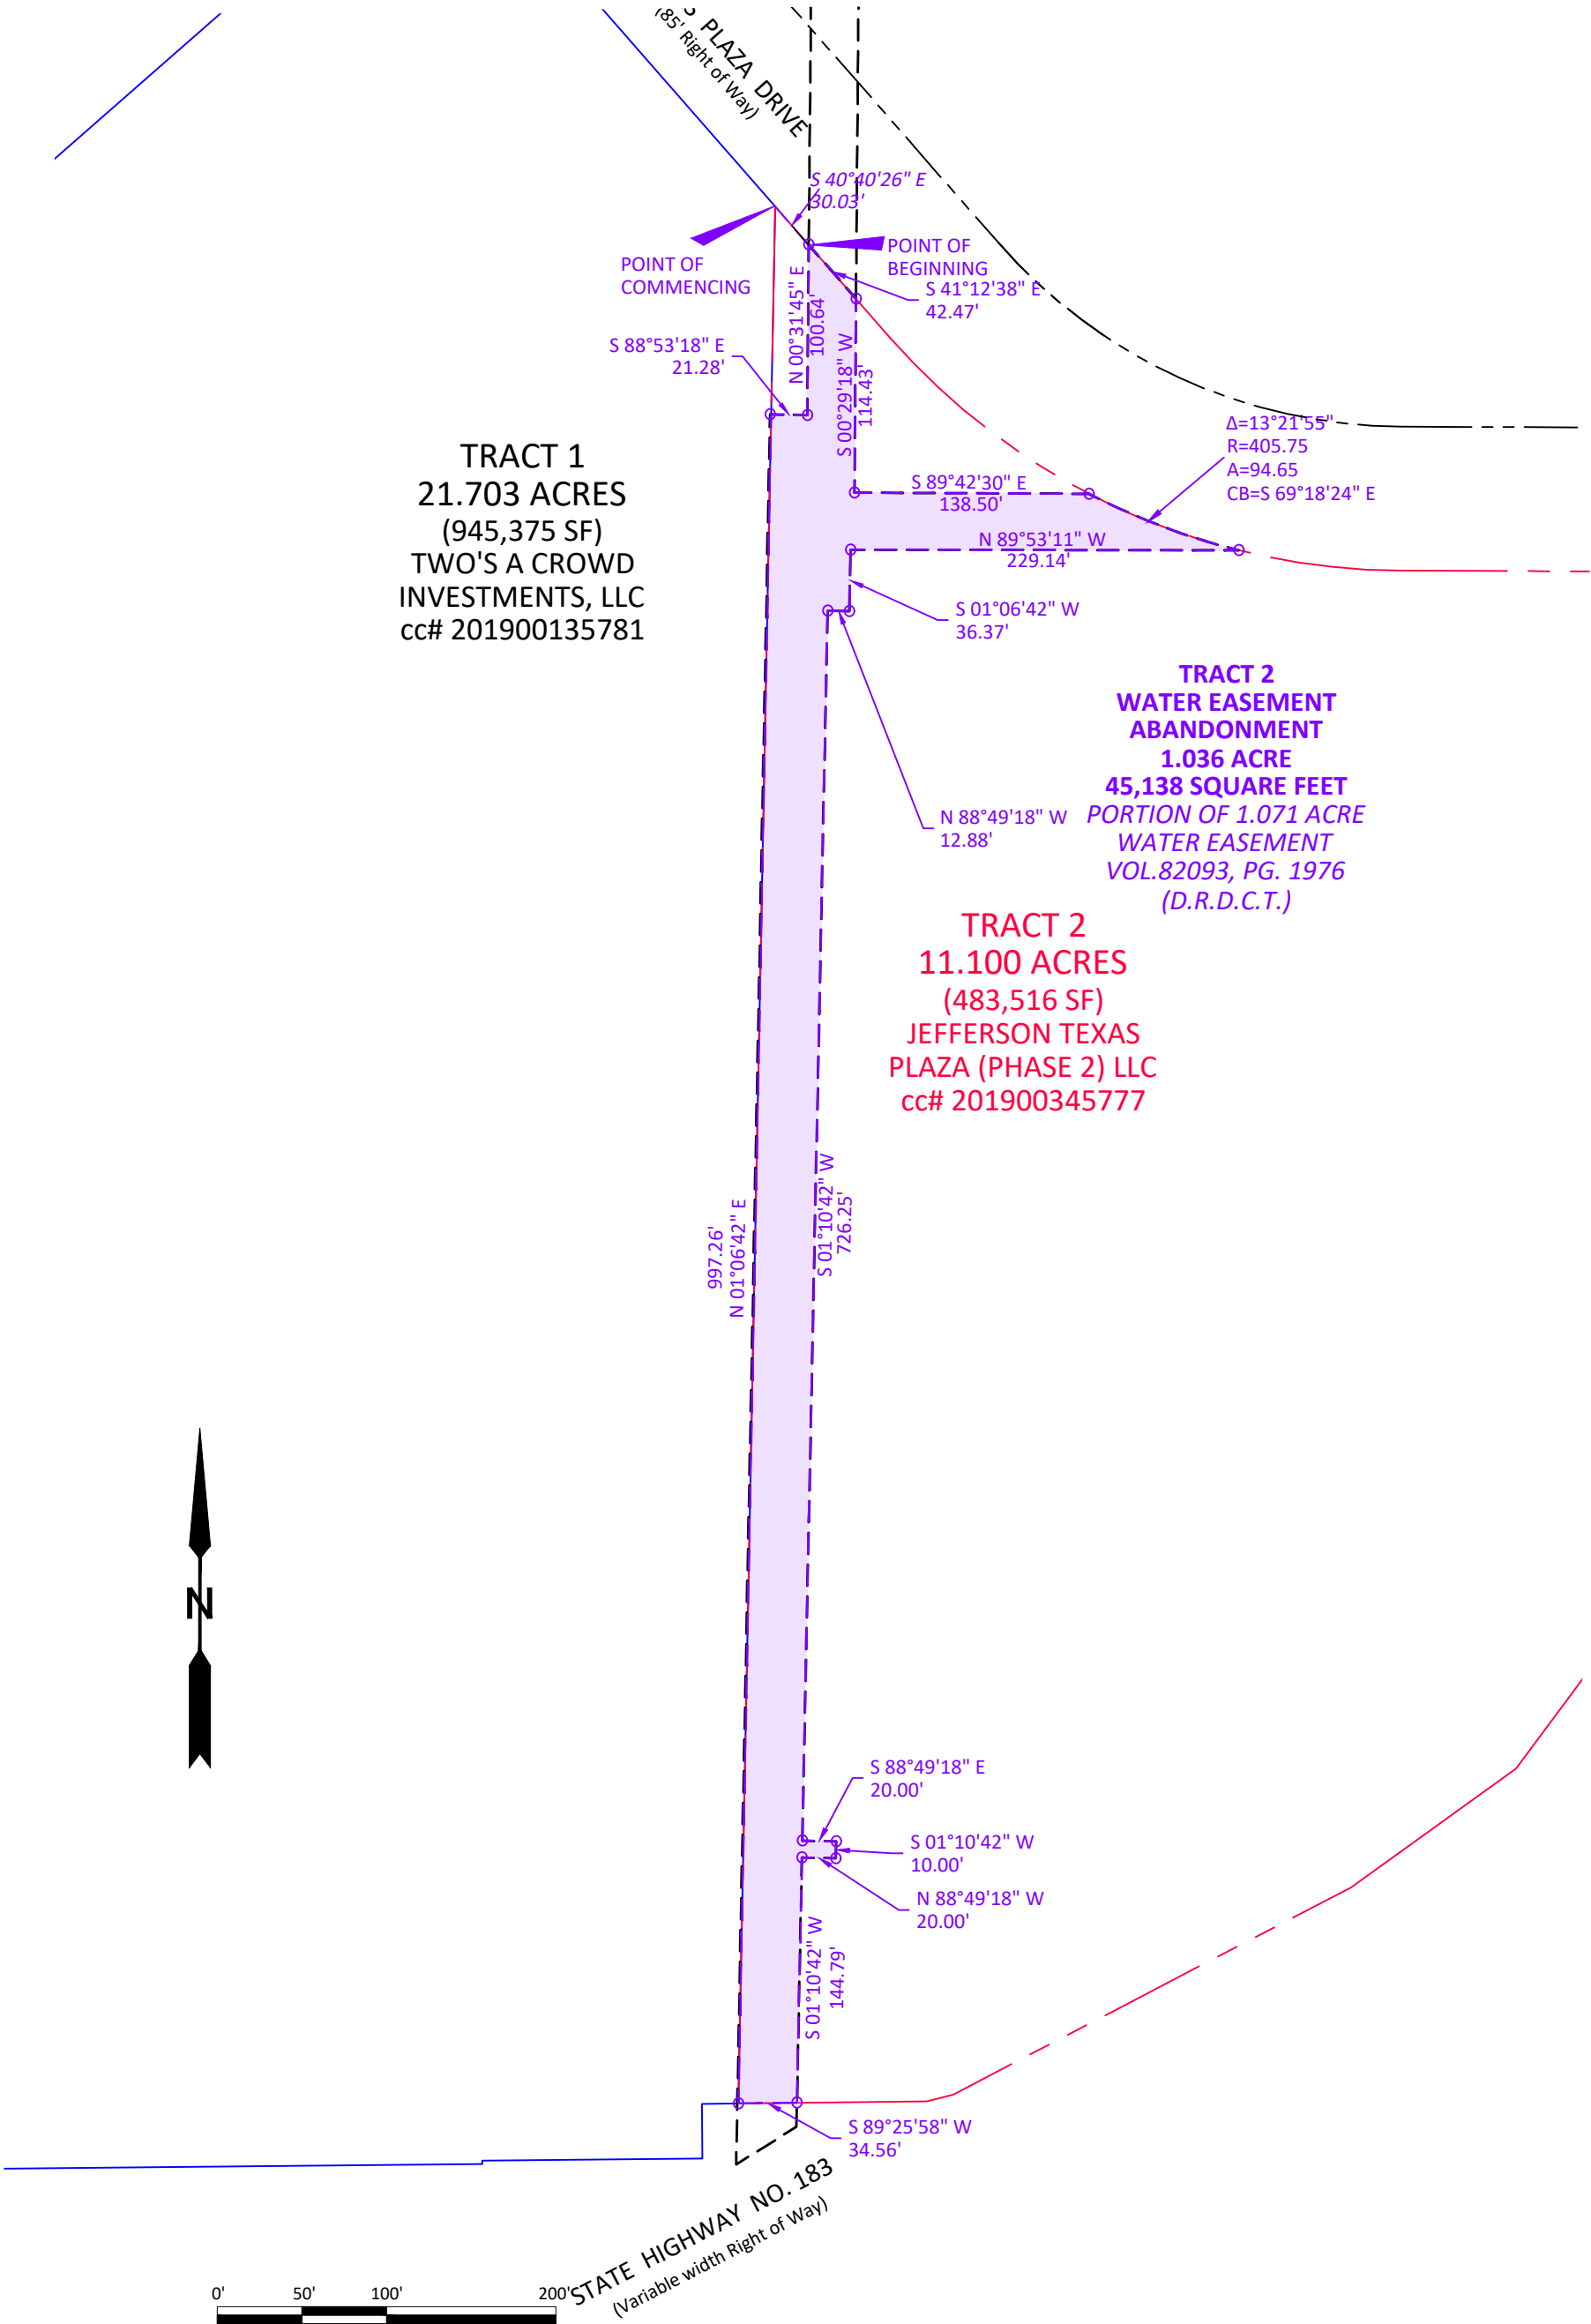 PLAZA DRIVE
(85' Right of Way)
S 40°40'26" E
30.03'
POINT OF
COMMENCING
POINT OF
BEGINNING
S 41°12'38" E
42.47'
N 00°31'45" E
100.64'
S 88°53'18" E
21.28'
S 00°29'18" W
114.43'
Δ=13°21'55"
R=405.75
A=94.65
CB=S 69°18'24" E
TRACT 1
21.703 ACRES
(945,375 SF)
TWO'S A CROWD
INVESTMENTS, LLC
cc# 201900135781
S 89°42'30" E
138.50'
N 89°53'11" W
229.14'
S 01°06'42" W
36.37'
TRACT 2
WATER EASEMENT
ABANDONMENT
1.036 ACRE
45,138 SQUARE FEET
PORTION OF 1.071 ACRE
WATER EASEMENT
VOL.82093, PG. 1976
(D.R.D.C.T.)
N 88°49'18" W
12.88'
TRACT 2
11.100 ACRES
(483,516 SF)
JEFFERSON TEXAS
PLAZA (PHASE 2) LLC
cc# 201900345777
997.26'
N 01°06'42" E
S 01°10'42" W
726.25'
N
S 88°49'18" E
20.00'
S 01°10'42" W
10.00'
N 88°49'18" W
20.00'
S 01°10'42" W
144.79'
S 89°25'58" W
34.56'
STATE HIGHWAY NO. 183
(Variable width Right of Way)
0' 50' 100' 200'